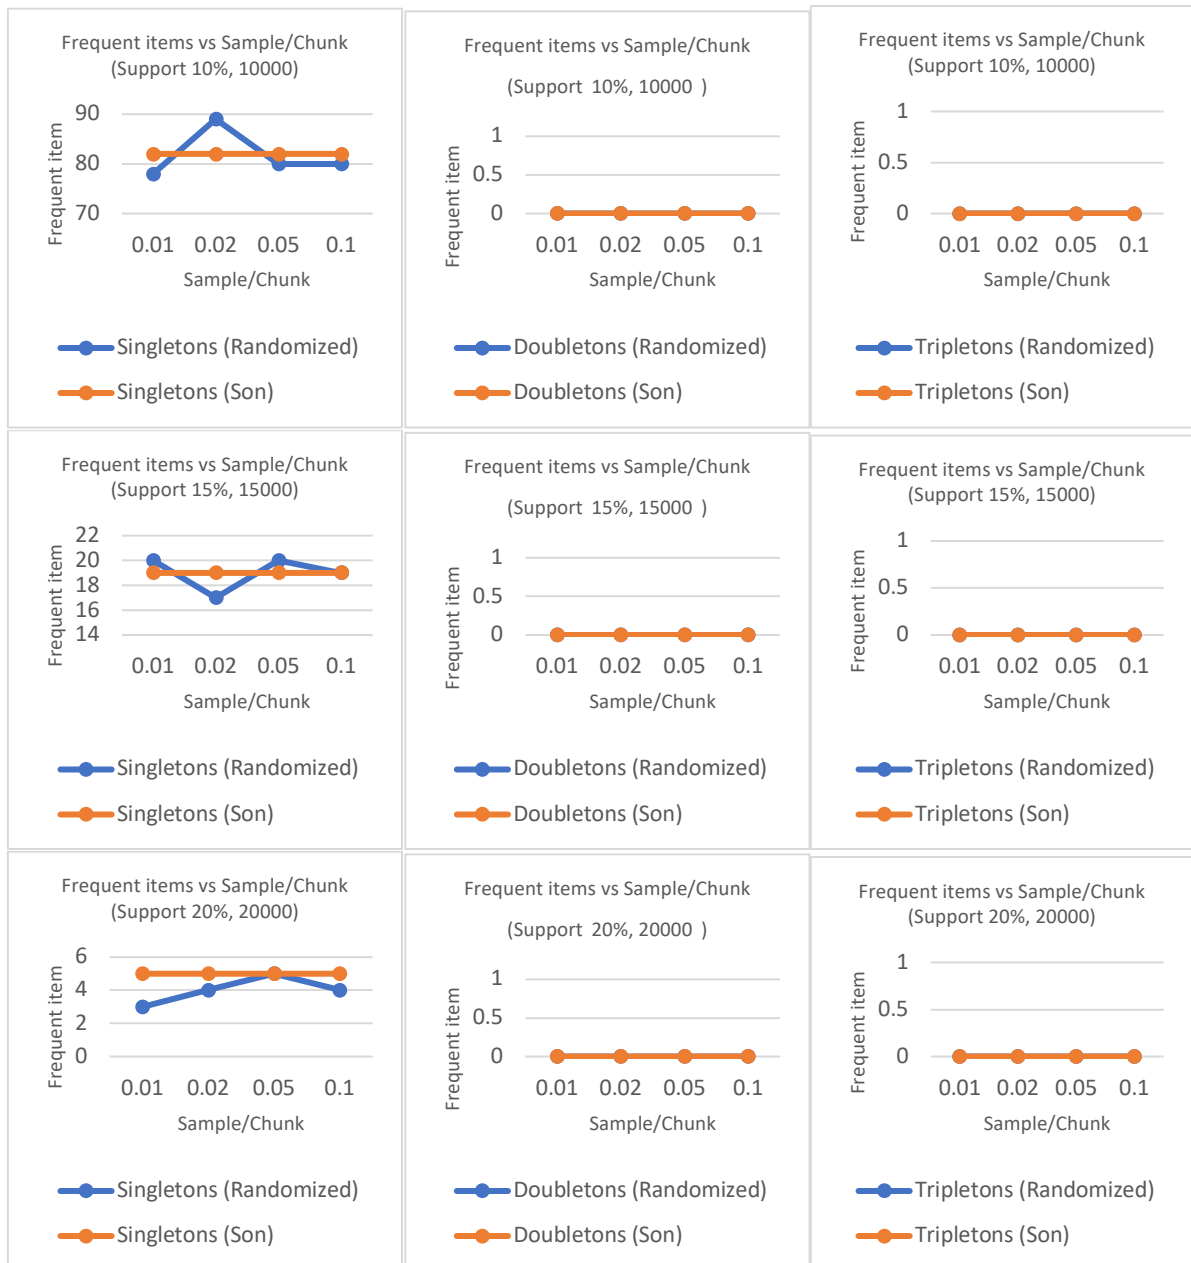 Frequent items vs Sample/Chunk
(Support 10%, 10000)
Frequent item
90
80
70
0.01 0.02 0.05 0.1
Sample/Chunk
Singletons (Randomized)
Singletons (Son)
Frequent items vs Sample/Chunk
(Support 10%, 10000 )
Frequent item
1
0.5
0
0.01 0.02 0.05 0.1
Sample/Chunk
Doubletons (Randomized)
Doubletons (Son)
Frequent items vs Sample/Chunk
(Support 10%, 10000)
Frequent item
1
0.5
0
0.01 0.02 0.05 0.1
Sample/Chunk
Tripletons (Randomized)
Tripletons (Son)
Frequent items vs Sample/Chunk
(Support 15%, 15000)
Frequent item
22
20
18
16
14
0.01 0.02 0.05 0.1
Sample/Chunk
Singletons (Randomized)
Singletons (Son)
Frequent items vs Sample/Chunk
(Support 15%, 15000 )
Frequent item
1
0.5
0
0.01 0.02 0.05 0.1
Sample/Chunk
Doubletons (Randomized)
Doubletons (Son)
Frequent items vs Sample/Chunk
(Support 15%, 15000)
Frequent item
1
0.5
0
0.01 0.02 0.05 0.1
Sample/Chunk
Tripletons (Randomized)
Tripletons (Son)
Frequent items vs Sample/Chunk
(Support 20%, 20000)
Frequent item
6
4
2
0
0.01 0.02 0.05 0.1
Sample/Chunk
Singletons (Randomized)
Singletons (Son)
Frequent items vs Sample/Chunk
(Support 20%, 20000 )
Frequent item
1
0.5
0
0.01 0.02 0.05 0.1
Sample/Chunk
Doubletons (Randomized)
Doubletons (Son)
Frequent items vs Sample/Chunk
(Support 20%, 20000)
Frequent item
1
0.5
0
0.01 0.02 0.05 0.1
Sample/Chunk
Tripletons (Randomized)
Tripletons (Son)